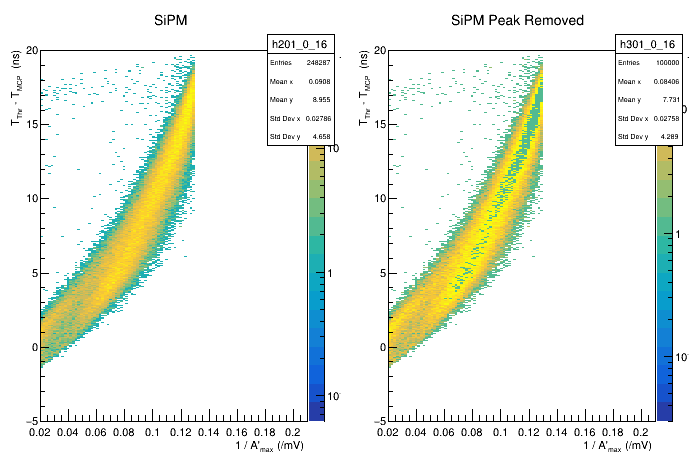 SiPM
h201_0_16
Entries 248287
Mean x 0.0908
Mean y 8.955
Std Dev x 0.02786
Std Dev y 4.658
T_Thr - T_MCP (ns)
20
15
10
5
0
−5
0.02 0.04 0.06 0.08 0.1 0.12 0.14 0.16 0.18 0.2
1 / A'_max (/mV)
10
1
10
SiPM Peak Removed
h301_0_16
Entries 100000
Mean x 0.08406
Mean y 7.731
Std Dev x 0.02758
Std Dev y 4.289
T_Thr - T_MCP (ns)
20
15
10
5
0
−5
0.02 0.04 0.06 0.08 0.1 0.12 0.14 0.16 0.18 0.2
1 / A'_max (/mV)
1
10